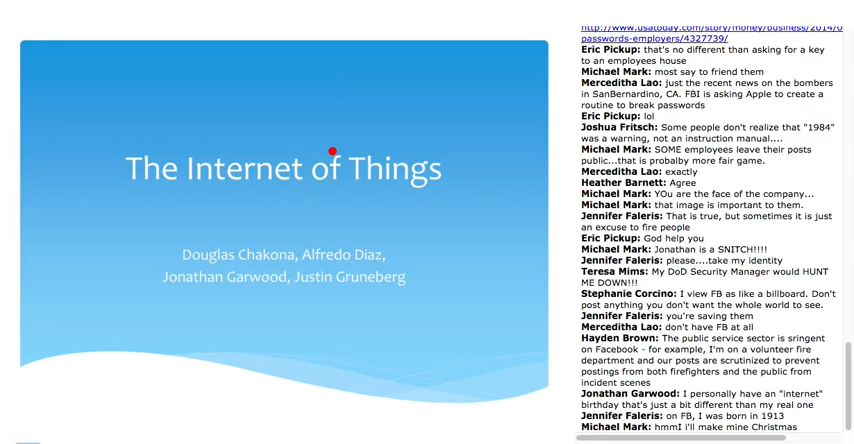 The Internet of Things
Douglas Chakona, Alfredo Diaz,
Jonathan Garwood, Justin Gruneberg
http://www.usatoday.com/story/money/business/2014/0
passwords-employers/4327739/
Eric Pickup: that's no different than asking for a key
to an employees house
Michael Mark: most say to friend them
Merceditha Lao: just the recent news on the bombers
in SanBernardino, CA. FBI is asking Apple to create a
routine to break passwords
Eric Pickup: lol
Joshua Fritsch: Some people don't realize that "1984"
was a warning, not an instruction manual....
Michael Mark: SOME employees leave their posts
public...that is probalby more fair game.
Merceditha Lao: exactly
Heather Barnett: Agree
Michael Mark: YOu are the face of the company...
Michael Mark: that image is important to them.
Jennifer Faleris: That is true, but sometimes it is just
an excuse to fire people
Eric Pickup: God help you
Michael Mark: Jonathan is a SNITCH!!!!
Jennifer Faleris: please....take my identity
Teresa Mims: My DoD Security Manager would HUNT
ME DOWN!!!
Stephanie Corcino: I view FB as like a billboard. Don't
post anything you don't want the whole world to see.
Jennifer Faleris: you're saving them
Merceditha Lao: don't have FB at all
Hayden Brown: The public service sector is sringent
on Facebook - for example, I'm on a volunteer fire
department and our posts are scrutinized to prevent
postings from both firefighters and the public from
incident scenes
Jonathan Garwood: I personally have an "internet"
birthday that's just a bit different than my real one
Jennifer Faleris: on FB, I was born in 1913
Michael Mark: hmmI i'll make mine Christmas